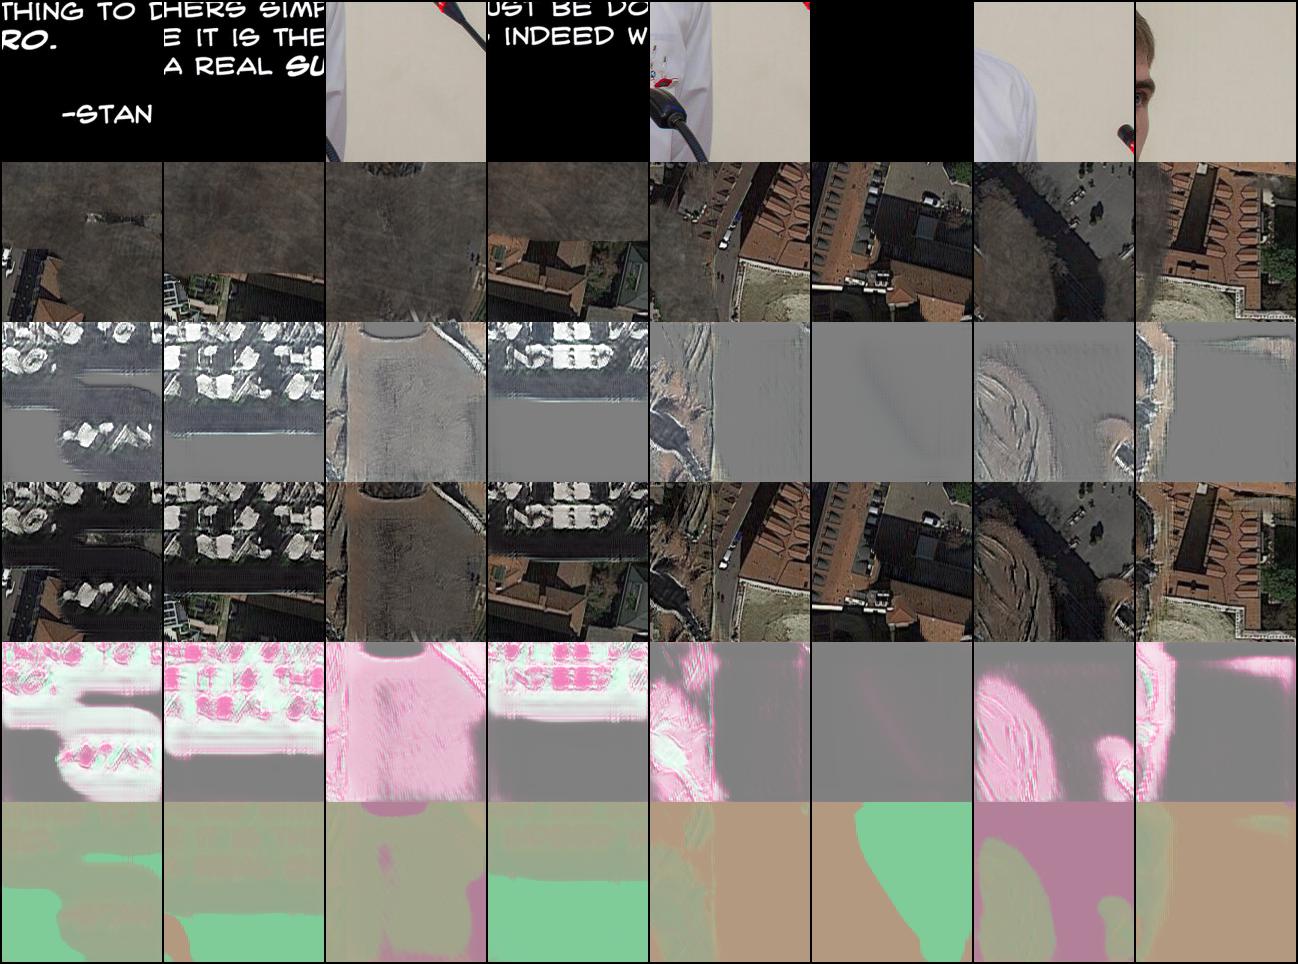 THING TO
RO.
-STAN
HERS SIMP
E IT IS THE
A REAL SU
UST BE DO
INDEED W